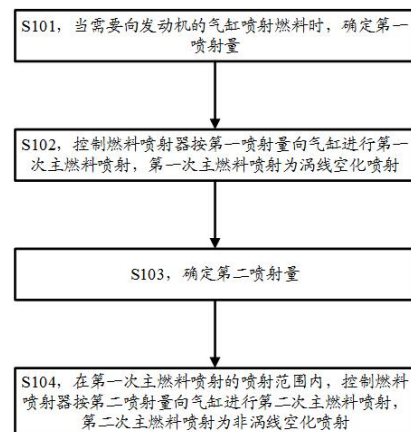 S101，当需要向发动机的气缸喷射燃料时，确定第一
喷射量
S102，控制燃料喷射器按第一喷射量向气缸进行第一
次主燃料喷射，第一次主燃料喷射为涡线空化喷射
S103，确定第二喷射量
S104，在第一次主燃料喷射的喷射范围内，控制燃料
喷射器按第二喷射量向气缸进行第二次主燃料喷射，
第二次主燃料喷射为非涡线空化喷射